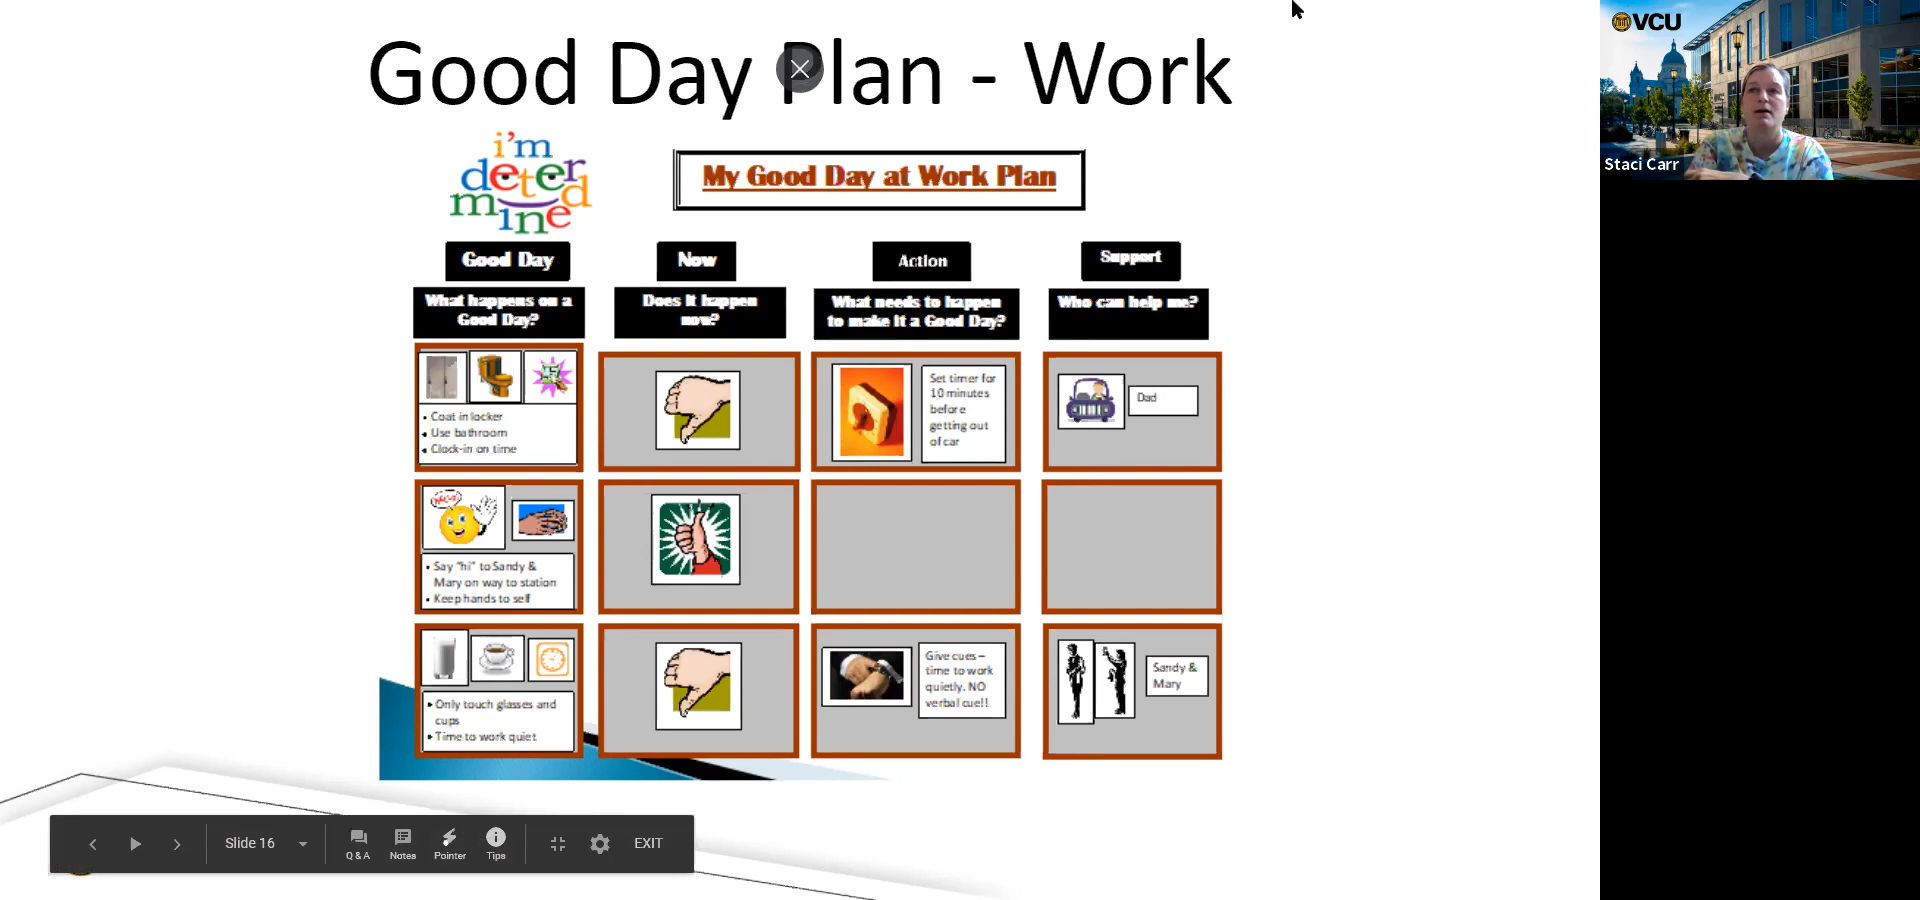 Good Day Plan - Work
i'm
deter
mined
My Good Day at Work Plan
Good Day
Now
Action
Support
What happens on a
Good Day?
Does it happen
now?
What needs to happen
to make it a Good Day?
Who can help me?
• Coat in locker
• Use bathroom
• Clock-in on time
Set timer for
10 minutes
before
getting out
of car
Dad
HELLO!
• Say "hi" to Sandy &
Mary on way to station
• Keep hands to self
• Only touch glasses and
cups
• Time to work quiet
Give cues –
time to work
quietly. NO
verbal cue!!
Sandy &
Mary
Slide 16
Q & A
Notes
Pointer
Tips
EXIT
VCU
Staci Carr